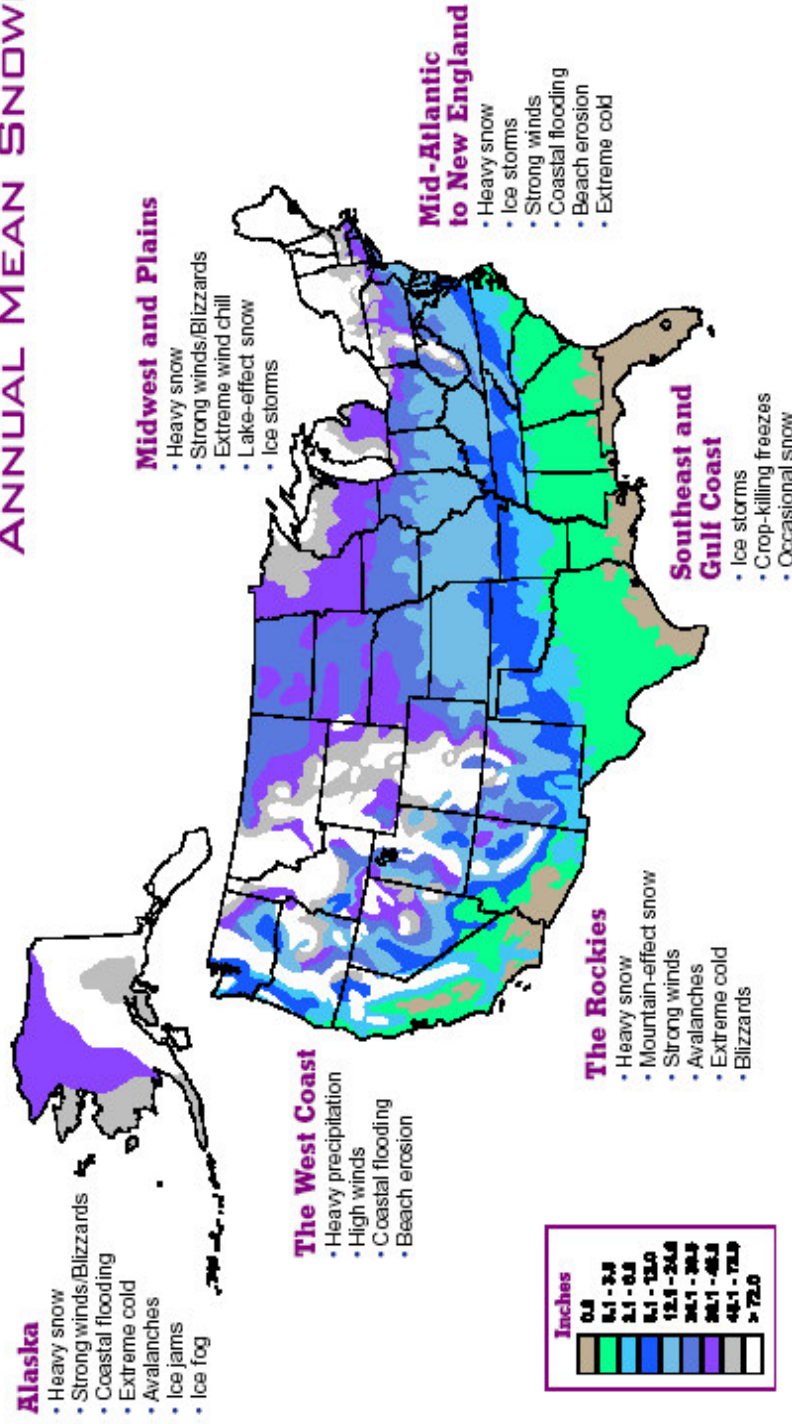 ANNUAL MEAN SNOW
Alaska
• Heavy snow
• Strong winds/Blizzards
• Coastal flooding
• Extreme cold
• Avalanches
• Ice jams
• Ice fog
The West Coast
• Heavy precipitation
• High winds
• Coastal flooding
• Beach erosion
The Rockies
• Heavy snow
• Mountain-effect snow
• Strong winds
• Avalanches
• Extreme cold
• Blizzards
Midwest and Plains
• Heavy snow
• Strong winds/Blizzards
• Extreme wind chill
• Lake-effect snow
• Ice storms
Mid-Atlantic
to New England
• Heavy snow
• Ice storms
• Strong winds
• Coastal flooding
• Beach erosion
• Extreme cold
Southeast and
Gulf Coast
• Ice storms
• Crop-killing freezes
• Occasional snow
Inches
> 72.0